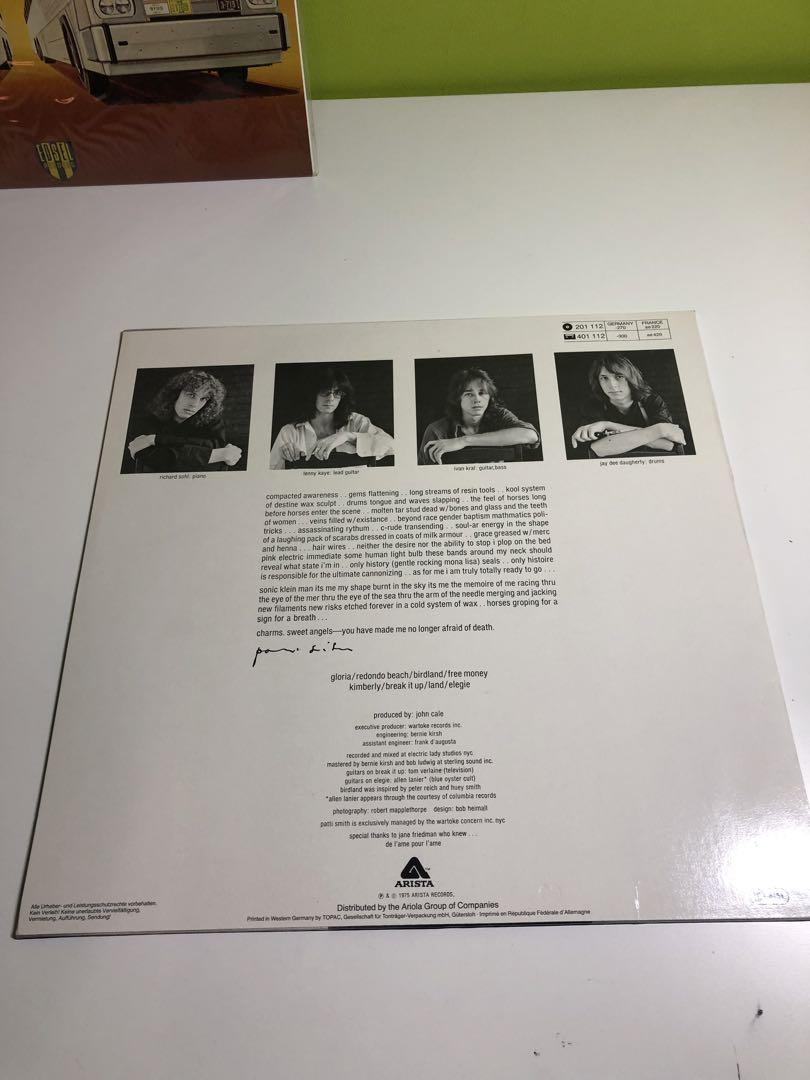 EDSEL
201 112
GERMANY
-270
FRANCE
ae 220
401 112
-300
ae 420
richard sohl: piano
lenny kaye: lead guitar
ivan kral: guitar,bass
jay dee daugherty: drums
compacted awareness . . gems flattening . . long streams of resin tools . . kool system
of destine wax sculpt . . drums tongue and waves slapping . . the feel of horses long
before horses enter the scene . . molten tar stud dead w/bones and glass and the teeth
of women . . . veins filled w/existance . . beyond race gender baptism mathmatics poli-
tricks . . . assassinating rythum . . c-rude transending . . soul-ar energy in the shape
of a laughing pack of scarabs dressed in coats of milk armour . . grace greased w/merc
and henna . . . hair wires . . neither the desire nor the ability to stop i plop on the bed
pink electric immediate some human light bulb these bands around my neck should
reveal what state i'm in . . only history (gentle rocking mona lisa) seals . . only histoire
is responsible for the ultimate cannonizing . . as for me i am truly totally ready to go . . .
sonic klein man its me my shape burnt in the sky its me the memoire of me racing thru
the eye of the mer thru the eye of the sea thru the arm of the needle merging and jacking
new filaments new risks etched forever in a cold system of wax . . horses groping for a
sign for a breath . . .
charms. sweet angels—you have made me no longer afraid of death.
gloria/redondo beach/birdland/free money
kimberly/break it up/land/elegie
produced by: john cale
executive producer: wartoke records inc.
engineering: bernie kirsh
assistant engineer: frank d'augusta
recorded and mixed at electric lady studios nyc
mastered by bernie kirsh and bob ludwig at sterling sound inc.
guitars on break it up: tom verlaine (television)
guitars on elegie: allen lanier* (blue oyster cult)
birdland was inspired by peter reich and huey smith
*allen lanier appears through the courtesy of columbia records
photography: robert mapplethorpe design: bob heimall
patti smith is exclusively managed by the wartoke concern inc. nyc
special thanks to jane friedman who knew . . .
de l'ame pour l'ame
ARISTA
℗ & © 1975 ARISTA RECORDS.
Distributed by the Ariola Group of Companies
Printed in Western Germany by TOPAC, Gesellschaft für Tonträger-Verpackung mbH, Gütersloh · Imprimé en République Fédérale d'Allemagne
Alle Urheber- und Leistungsschutzrechte vorbehalten.
Kein Verleih! Keine unerlaubte Vervielfältigung,
Vermietung, Aufführung, Sendung!